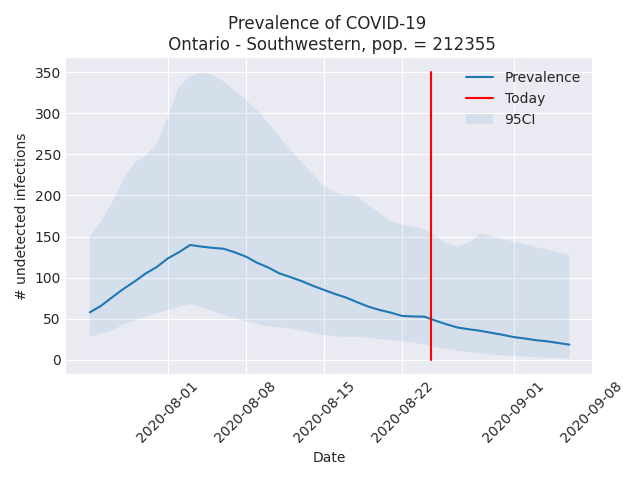 Prevalence of COVID-19
Ontario - Southwestern, pop. = 212355
# undetected infections
350
300
250
200
150
100
50
0
Prevalence
Today
95CI
2020-08-01
2020-08-08
2020-08-15
2020-08-22
2020-09-01
2020-09-08
Date